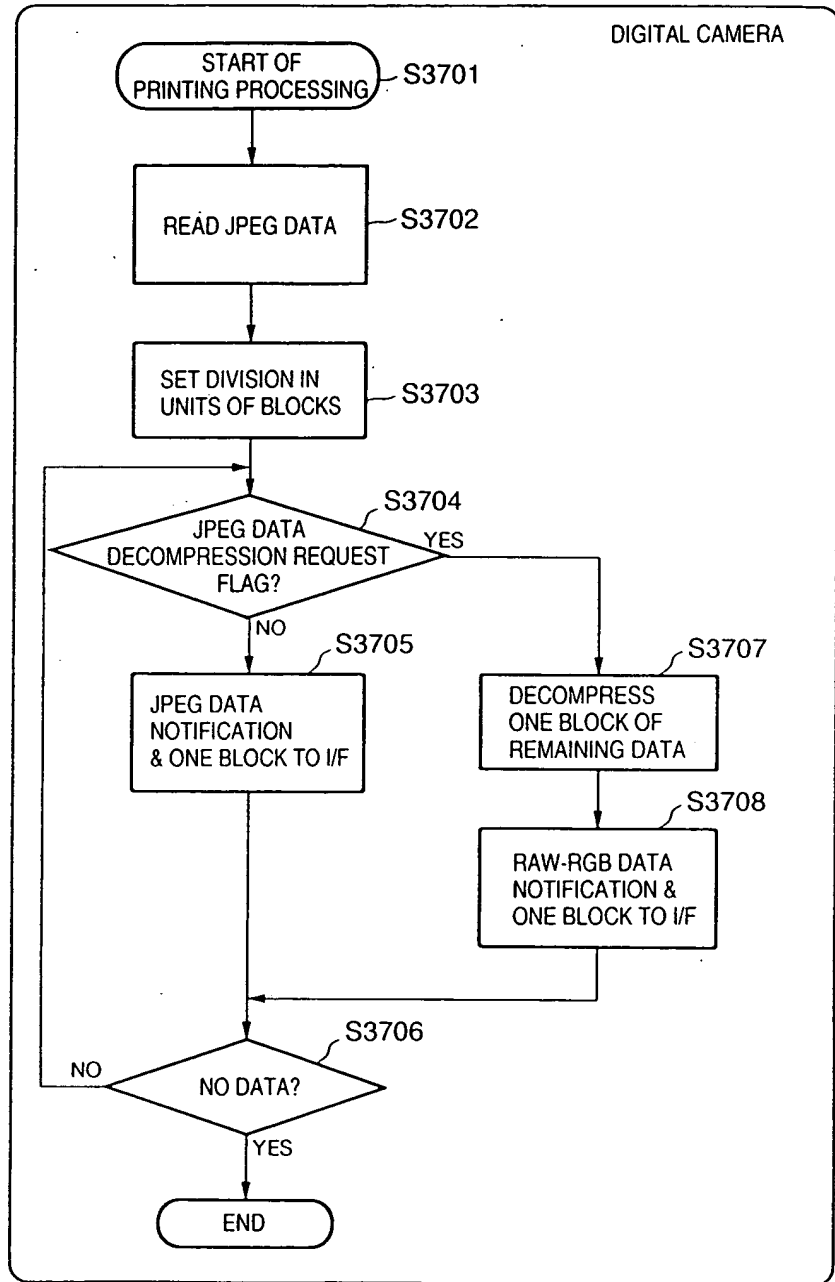 DIGITAL CAMERA
START OF
PRINTING PROCESSING
S3701
READ JPEG DATA
S3702
SET DIVISION IN
UNITS OF BLOCKS
S3703
S3704
JPEG DATA
DECOMPRESSION REQUEST
FLAG?
YES
NO
S3705
JPEG DATA
NOTIFICATION
& ONE BLOCK TO I/F
S3707
DECOMPRESS
ONE BLOCK OF
REMAINING DATA
S3708
RAW-RGB DATA
NOTIFICATION &
ONE BLOCK TO I/F
S3706
NO
NO DATA?
YES
END